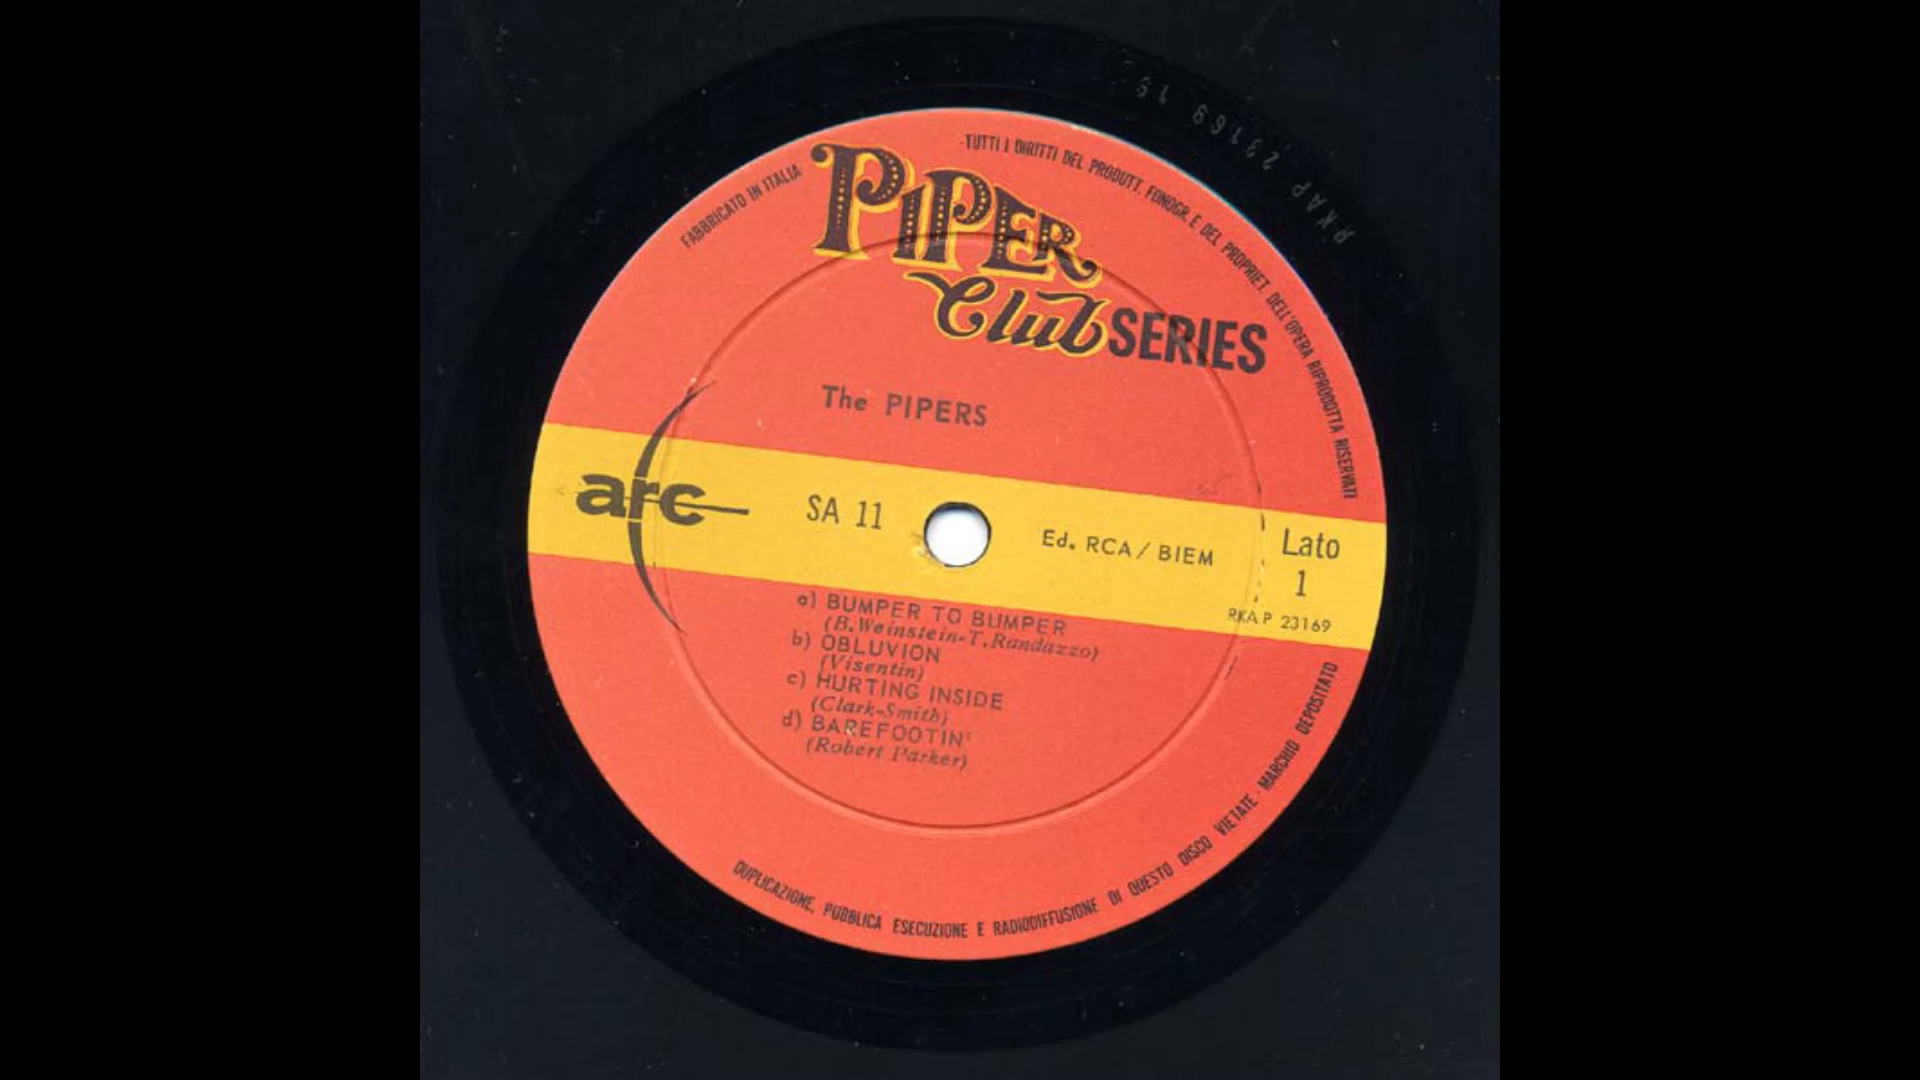 FABBRICATO IN ITALIA
-TUTTI I DIRITTI DEL PRODUTT. FONOGR. E DEL PROPRIET. DELL'OPERA RIPRODOTTA RISERVATI
PIPER
Club SERIES
The PIPERS
arc
SA 11
Ed. RCA / BIEM
Lato
1
RKAP 23169
a) BUMPER TO BUMPER
(B.Weinstein-T.Randazzo)
b) OBLUVION
(Visentin)
c) HURTING INSIDE
(Clark-Smith)
d) BAREFOOTIN'
(Robert Parker)
DUPLICAZIONE, PUBBLICA ESECUZIONE E RADIODIFFUSIONE DI QUESTO DISCO VIETATE - MARCHIO DEPOSITATO
RKAP 23169 1S